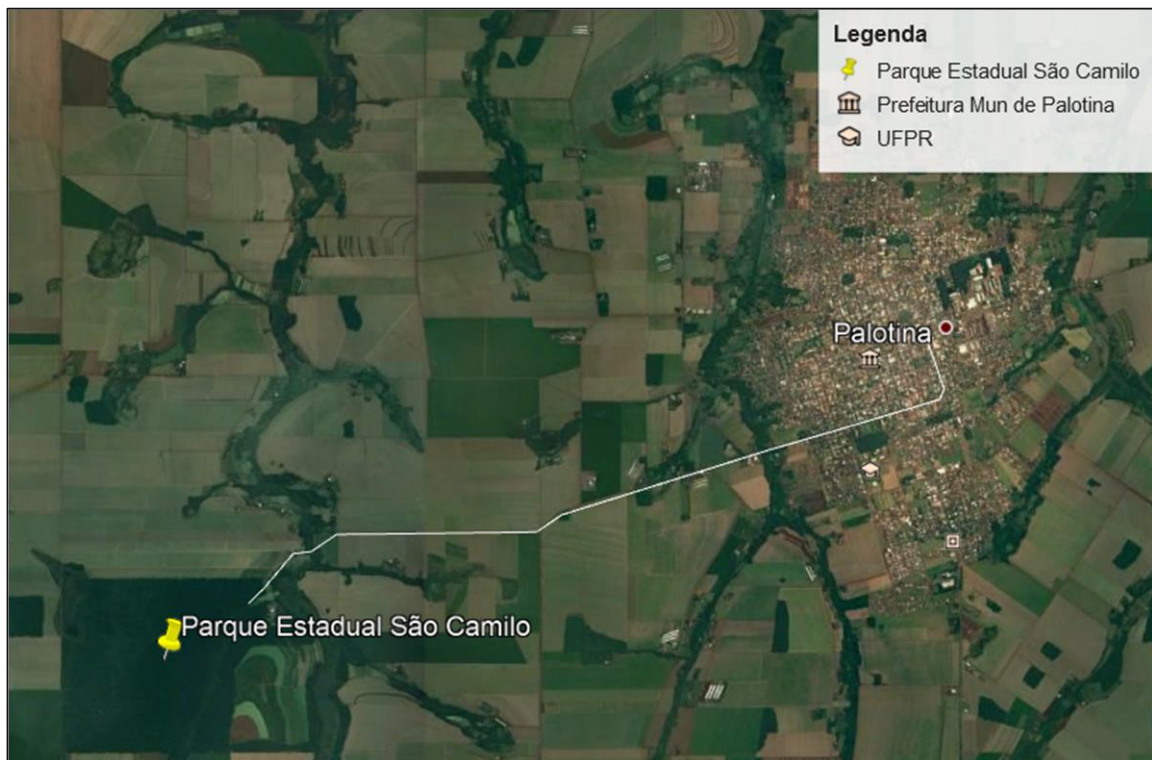 Legenda
Parque Estadual São Camilo
Prefeitura Mun de Palotina
UFPR
Palotina
Parque Estadual São Camilo